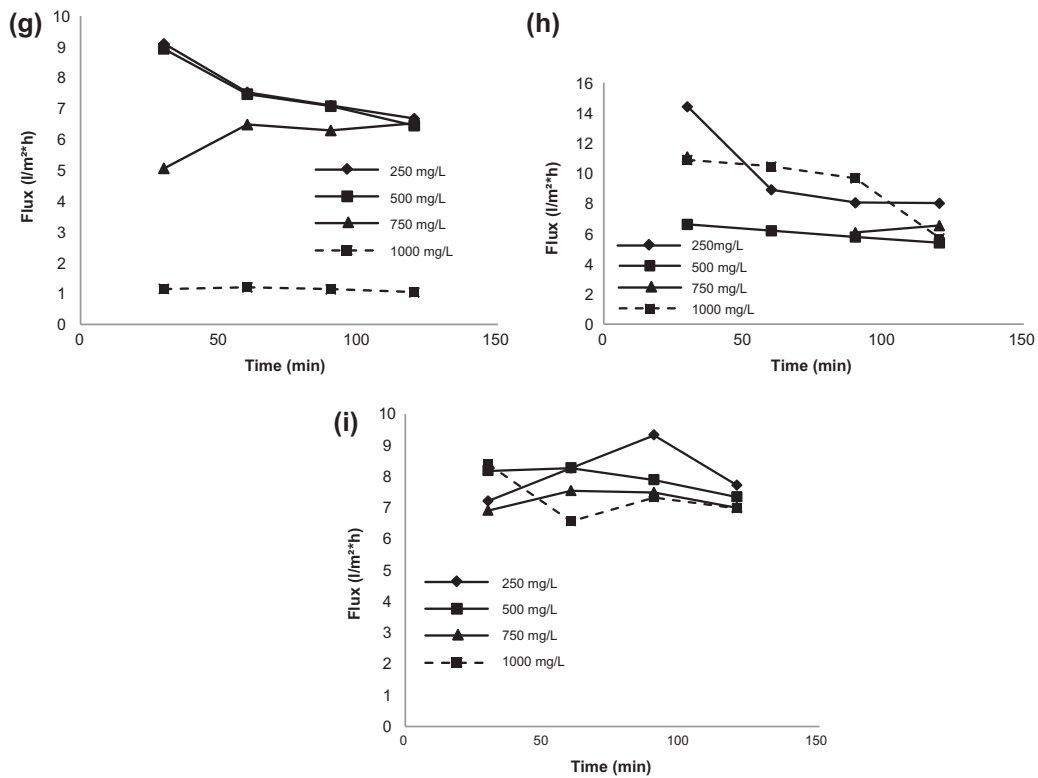 (g)
10
9
8
7
6
5
4
3
2
1
0
Flux (l/m²*h)
250 mg/L
500 mg/L
750 mg/L
1000 mg/L
0 50 100 150
Time (min)
(h)
16
14
12
10
8
6
4
2
0
Flux (l/m²*h)
250mg/L
500 mg/L
750 mg/L
1000 mg/L
0 50 100 150
Time (min)
(i)
10
9
8
7
6
5
4
3
2
1
0
Flux (l/m²*h)
250 mg/L
500 mg/L
750 mg/L
1000 mg/L
0 50 100 150
Time (min)